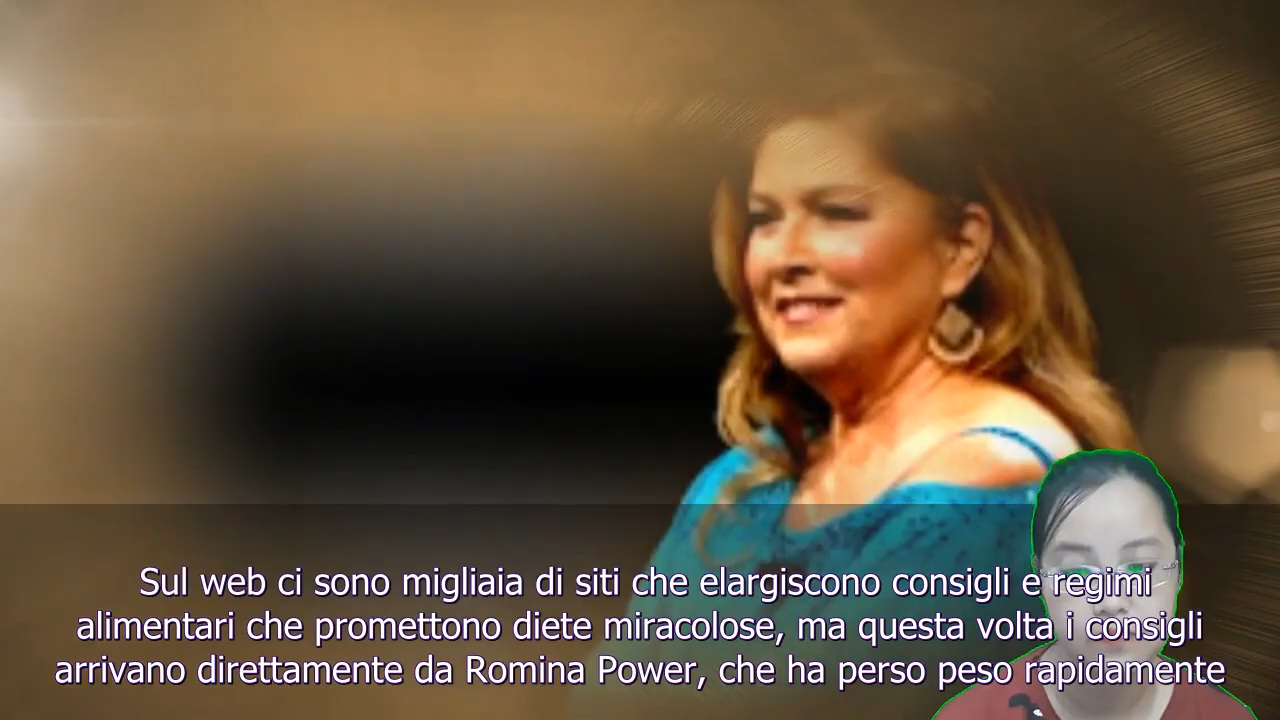 Sul web ci sono migliaia di siti che elargiscono consigli e regimi
alimentari che promettono diete miracolose, ma questa volta i consigli
arrivano direttamente da Romina Power, che ha perso peso rapidamente